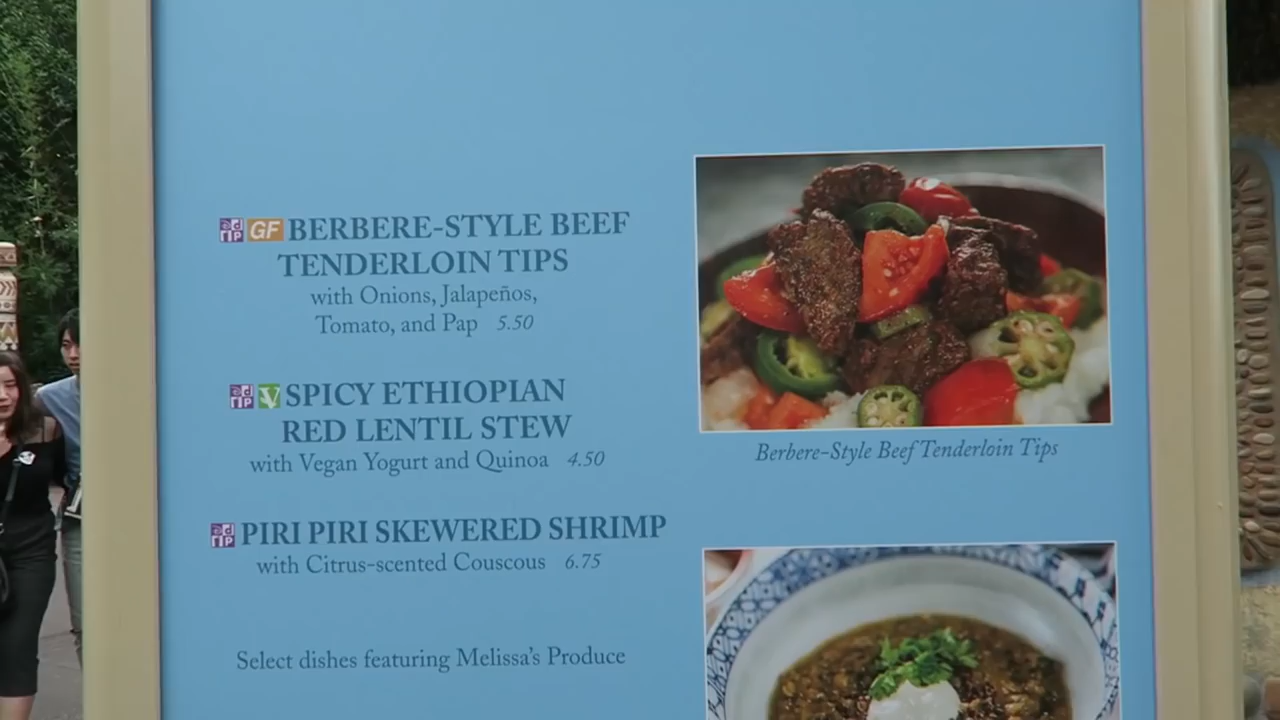 GF BERBERE-STYLE BEEF
TENDERLOIN TIPS
with Onions, Jalapeños,
Tomato, and Pap 5.50
V SPICY ETHIOPIAN
RED LENTIL STEW
with Vegan Yogurt and Quinoa 4.50
PIRI PIRI SKEWERED SHRIMP
with Citrus-scented Couscous 6.75
Select dishes featuring Melissa's Produce
Berbere-Style Beef Tenderloin Tips